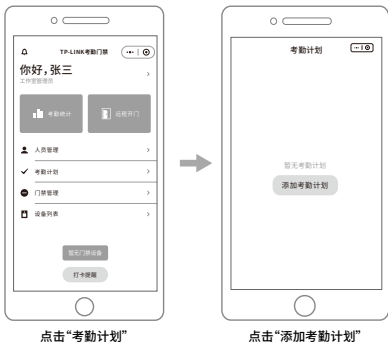 TP-LINK考勤门禁
你好,张三
工作室管理员
考勤统计
远程开门
人员管理
考勤计划
门禁管理
设备列表
暂无门禁设备
打卡提醒
点击“考勤计划”
考勤计划
暂无考勤计划
添加考勤计划
点击“添加考勤计划”